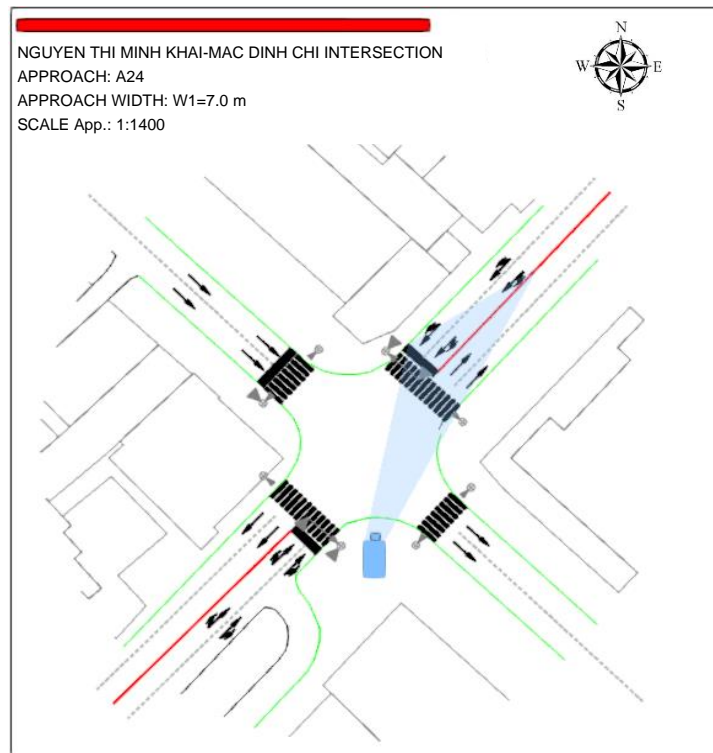 NGUYEN THI MINH KHAI-MAC DINH CHI INTERSECTION
APPROACH: A24
APPROACH WIDTH: W1=7.0 m
SCALE App.: 1:1400
N
W E
S